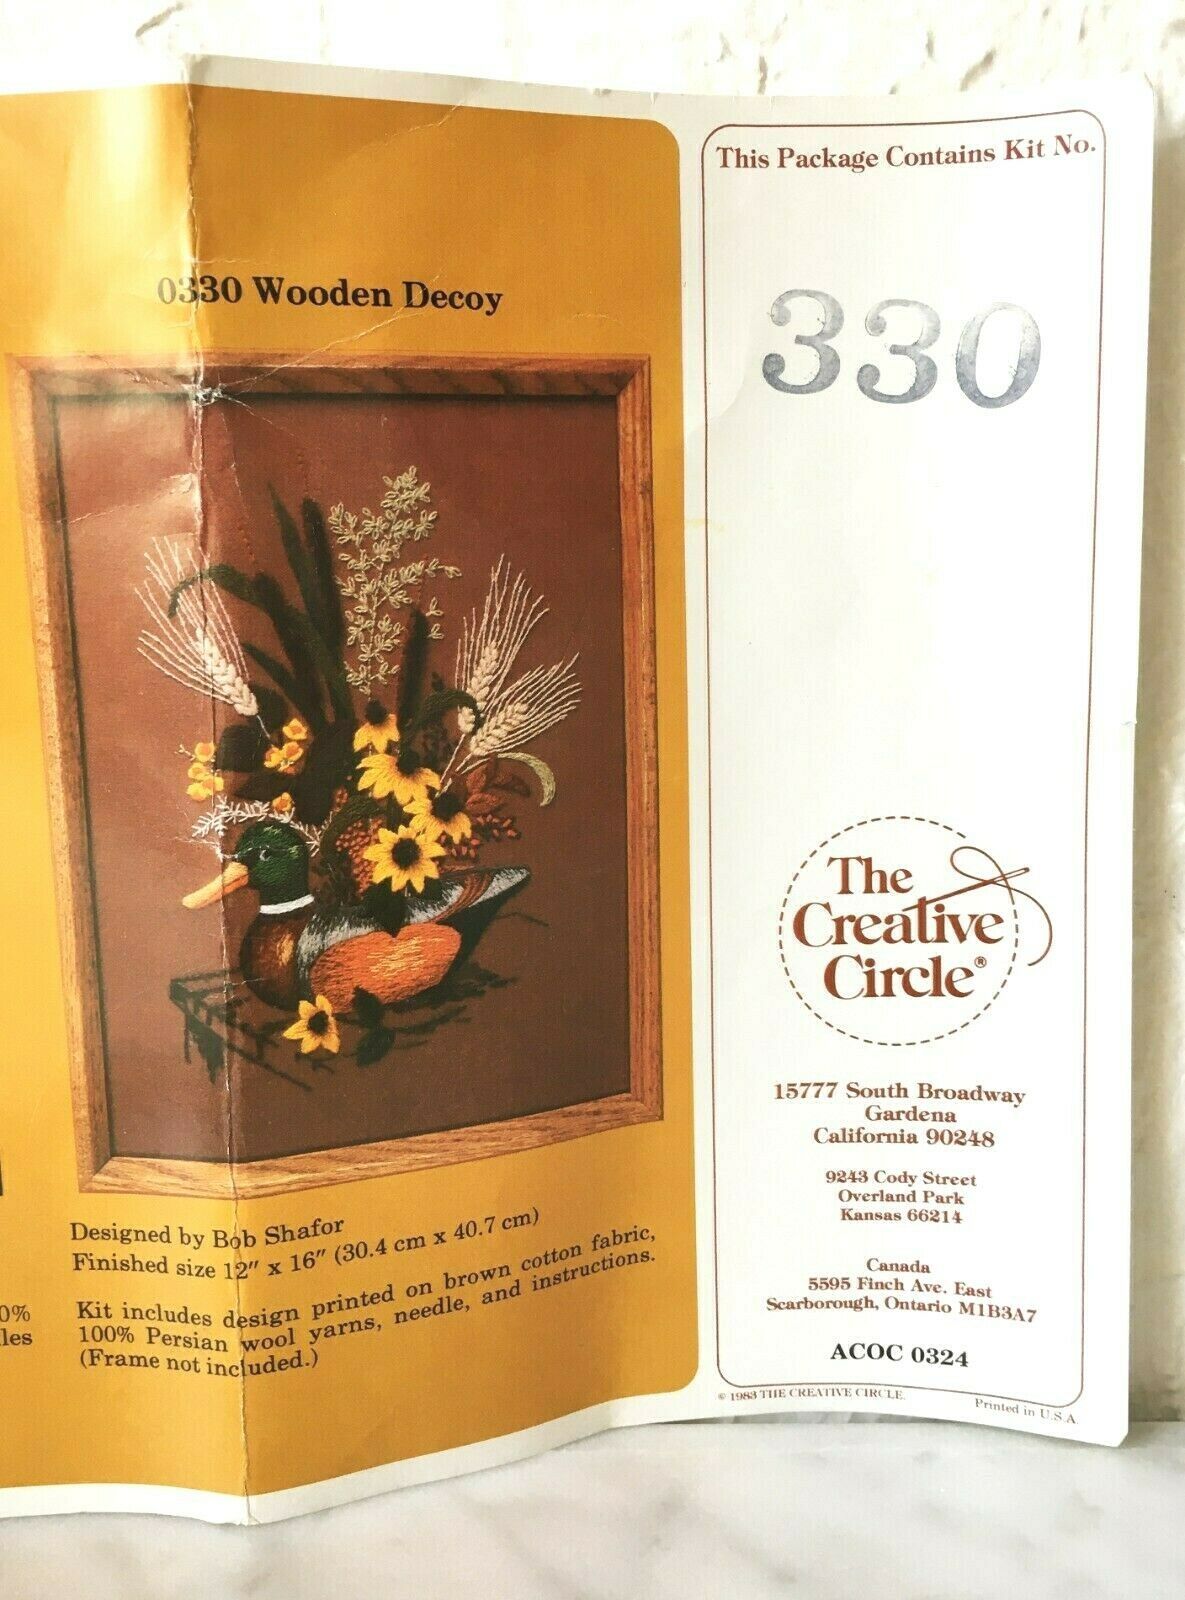 0330 Wooden Decoy
Designed by Bob Shafor
Finished size 12" x 16" (30.4 cm x 40.7 cm)
Kit includes design printed on brown cotton fabric,
100% Persian wool yarns, needle, and instructions.
(Frame not included.)
0%
les
This Package Contains Kit No.
330
The
Creative
Circle®
15777 South Broadway
Gardena
California 90248
9243 Cody Street
Overland Park
Kansas 66214
Canada
5595 Finch Ave. East
Scarborough, Ontario M1B3A7
ACOC 0324
© 1983 THE CREATIVE CIRCLE.
Printed in U.S.A.